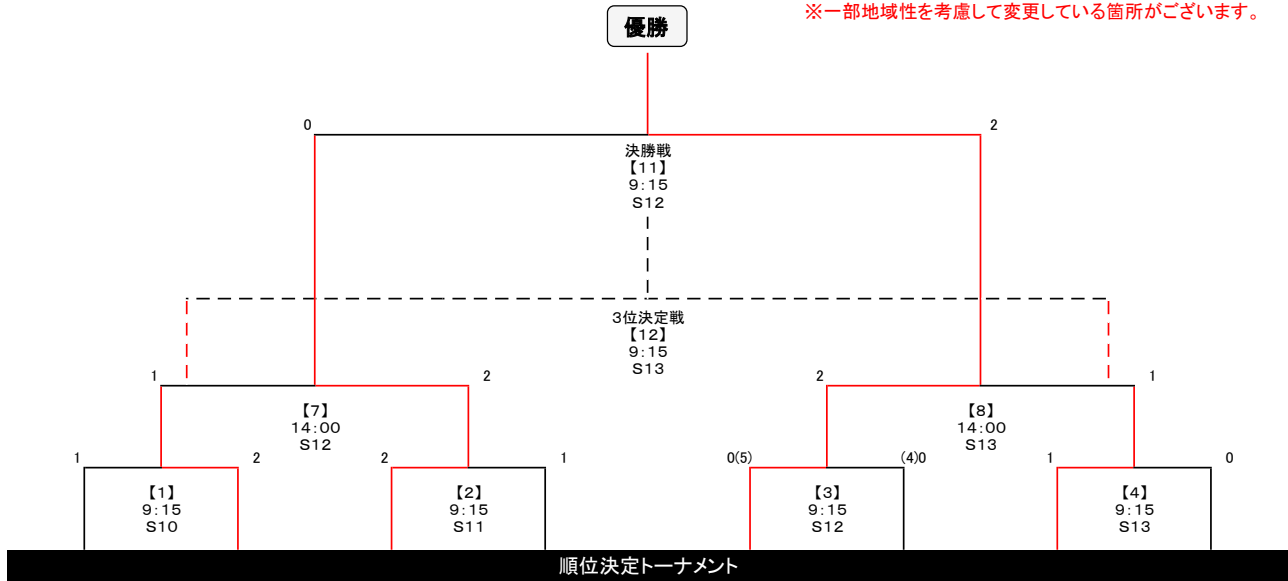 ※一部地域性を考慮して変更している箇所がございます。
優勝
0
2
決勝戦
【11】
9:15
S12
3位決定戦
【12】
9:15
S13
1
2
2
1
【7】
14:00
S12
【8】
14:00
S13
1
2
2
1
0(5)
(4)0
1
0
【1】
9:15
S10
【2】
9:15
S11
【3】
9:15
S12
【4】
9:15
S13
順位決定トーナメント